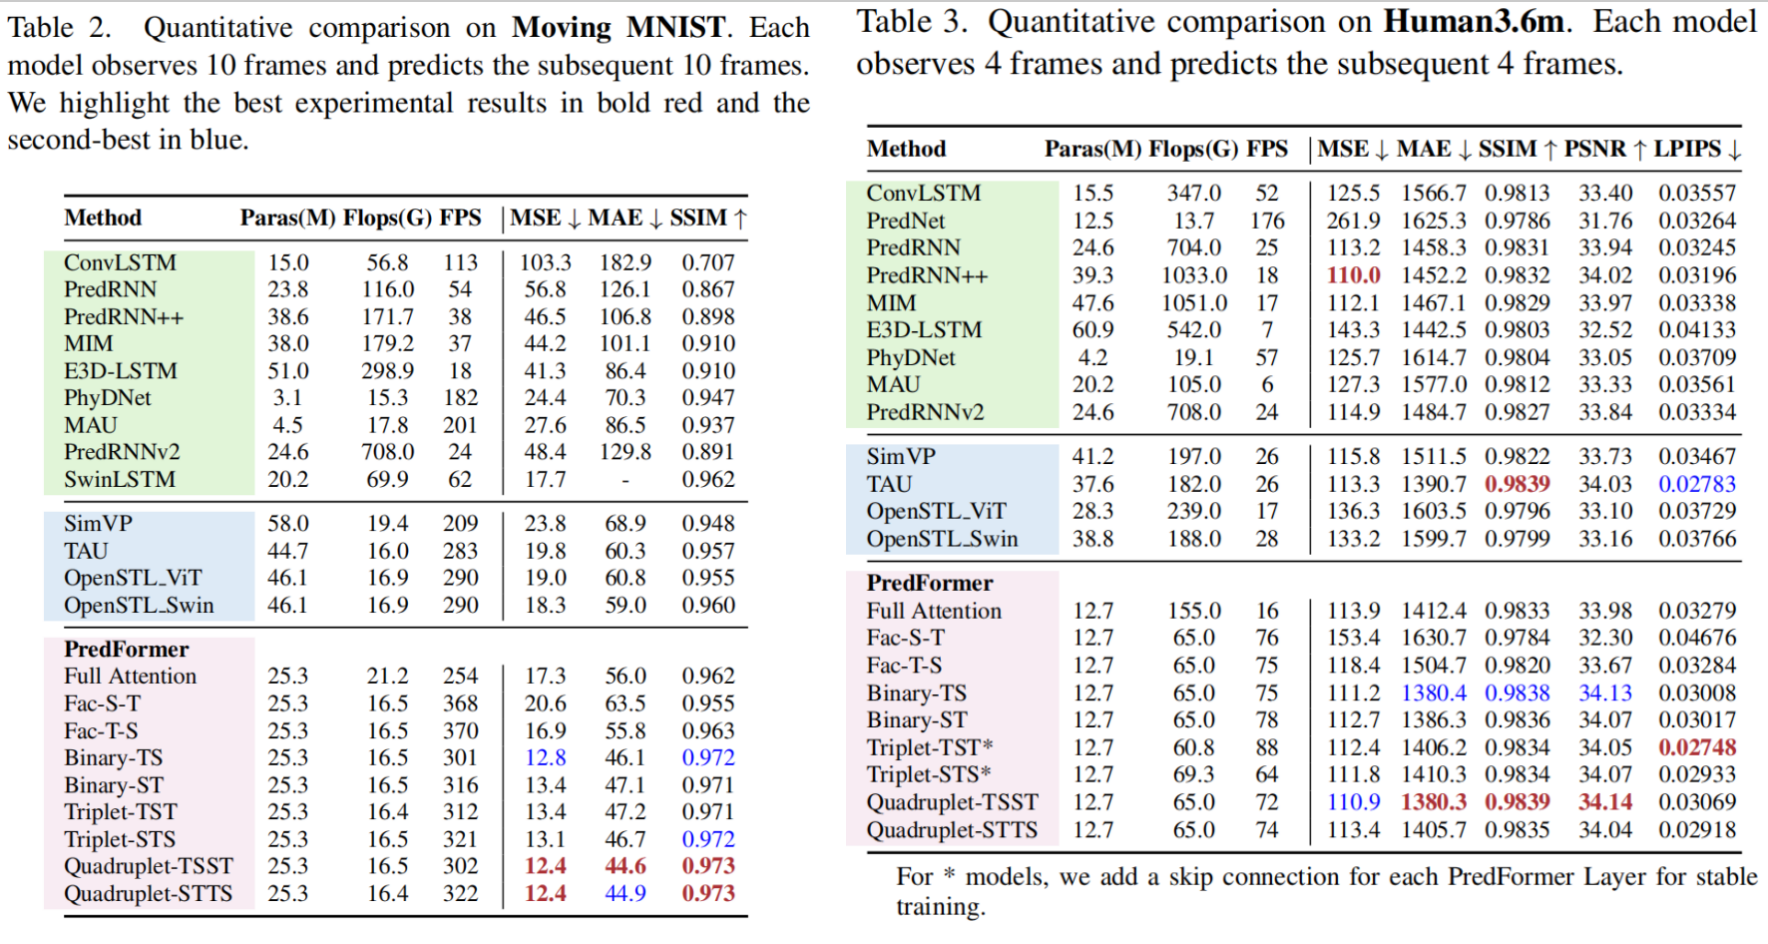 Table 2. Quantitative comparison on Moving MNIST. Each
model observes 10 frames and predicts the subsequent 10 frames.
We highlight the best experimental results in bold red and the
second-best in blue.
Method Paras(M) Flops(G) FPS MSE ↓ MAE ↓ SSIM ↑
ConvLSTM 15.0 56.8 113 103.3 182.9 0.707
PredRNN 23.8 116.0 54 56.8 126.1 0.867
PredRNN++ 38.6 171.7 38 46.5 106.8 0.898
MIM 38.0 179.2 37 44.2 101.1 0.910
E3D-LSTM 51.0 298.9 18 41.3 86.4 0.910
PhyDNet 3.1 15.3 182 24.4 70.3 0.947
MAU 4.5 17.8 201 27.6 86.5 0.937
PredRNNv2 24.6 708.0 24 48.4 129.8 0.891
SwinLSTM 20.2 69.9 62 17.7 - 0.962
SimVP 58.0 19.4 209 23.8 68.9 0.948
TAU 44.7 16.0 283 19.8 60.3 0.957
OpenSTL_ViT 46.1 16.9 290 19.0 60.8 0.955
OpenSTL_Swin 46.1 16.9 290 18.3 59.0 0.960
PredFormer
Full Attention 25.3 21.2 254 17.3 56.0 0.962
Fac-S-T 25.3 16.5 368 20.6 63.5 0.955
Fac-T-S 25.3 16.5 370 16.9 55.8 0.963
Binary-TS 25.3 16.5 301 12.8 46.1 0.972
Binary-ST 25.3 16.5 316 13.4 47.1 0.971
Triplet-TST 25.3 16.4 312 13.4 47.2 0.971
Triplet-STS 25.3 16.5 321 13.1 46.7 0.972
Quadruplet-TSST 25.3 16.5 302 12.4 44.6 0.973
Quadruplet-STTS 25.3 16.4 322 12.4 44.9 0.973
Table 3. Quantitative comparison on Human3.6m. Each model
observes 4 frames and predicts the subsequent 4 frames.
Method Paras(M) Flops(G) FPS MSE ↓ MAE ↓ SSIM ↑ PSNR ↑ LPIPS ↓
ConvLSTM 15.5 347.0 52 125.5 1566.7 0.9813 33.40 0.03557
PredNet 12.5 13.7 176 261.9 1625.3 0.9786 31.76 0.03264
PredRNN 24.6 704.0 25 113.2 1458.3 0.9831 33.94 0.03245
PredRNN++ 39.3 1033.0 18 110.0 1452.2 0.9832 34.02 0.03196
MIM 47.6 1051.0 17 112.1 1467.1 0.9829 33.97 0.03338
E3D-LSTM 60.9 542.0 7 143.3 1442.5 0.9803 32.52 0.04133
PhyDNet 4.2 19.1 57 125.7 1614.7 0.9804 33.05 0.03709
MAU 20.2 105.0 6 127.3 1577.0 0.9812 33.33 0.03561
PredRNNv2 24.6 708.0 24 114.9 1484.7 0.9827 33.84 0.03334
SimVP 41.2 197.0 26 115.8 1511.5 0.9822 33.73 0.03467
TAU 37.6 182.0 26 113.3 1390.7 0.9839 34.03 0.02783
OpenSTL_ViT 28.3 239.0 17 136.3 1603.5 0.9796 33.10 0.03729
OpenSTL_Swin 38.8 188.0 28 133.2 1599.7 0.9799 33.16 0.03766
PredFormer
Full Attention 12.7 155.0 16 113.9 1412.4 0.9833 33.98 0.03279
Fac-S-T 12.7 65.0 76 153.4 1630.7 0.9784 32.30 0.04676
Fac-T-S 12.7 65.0 75 118.4 1504.7 0.9820 33.67 0.03284
Binary-TS 12.7 65.0 75 111.2 1380.4 0.9838 34.13 0.03008
Binary-ST 12.7 65.0 78 112.7 1386.3 0.9836 34.07 0.03017
Triplet-TST* 12.7 60.8 88 112.4 1406.2 0.9834 34.05 0.02748
Triplet-STS* 12.7 69.3 64 111.8 1410.3 0.9834 34.07 0.02933
Quadruplet-TSST 12.7 65.0 72 110.9 1380.3 0.9839 34.14 0.03069
Quadruplet-STTS 12.7 65.0 74 113.4 1405.7 0.9835 34.04 0.02918
For * models, we add a skip connection for each PredFormer Layer for stable
training.